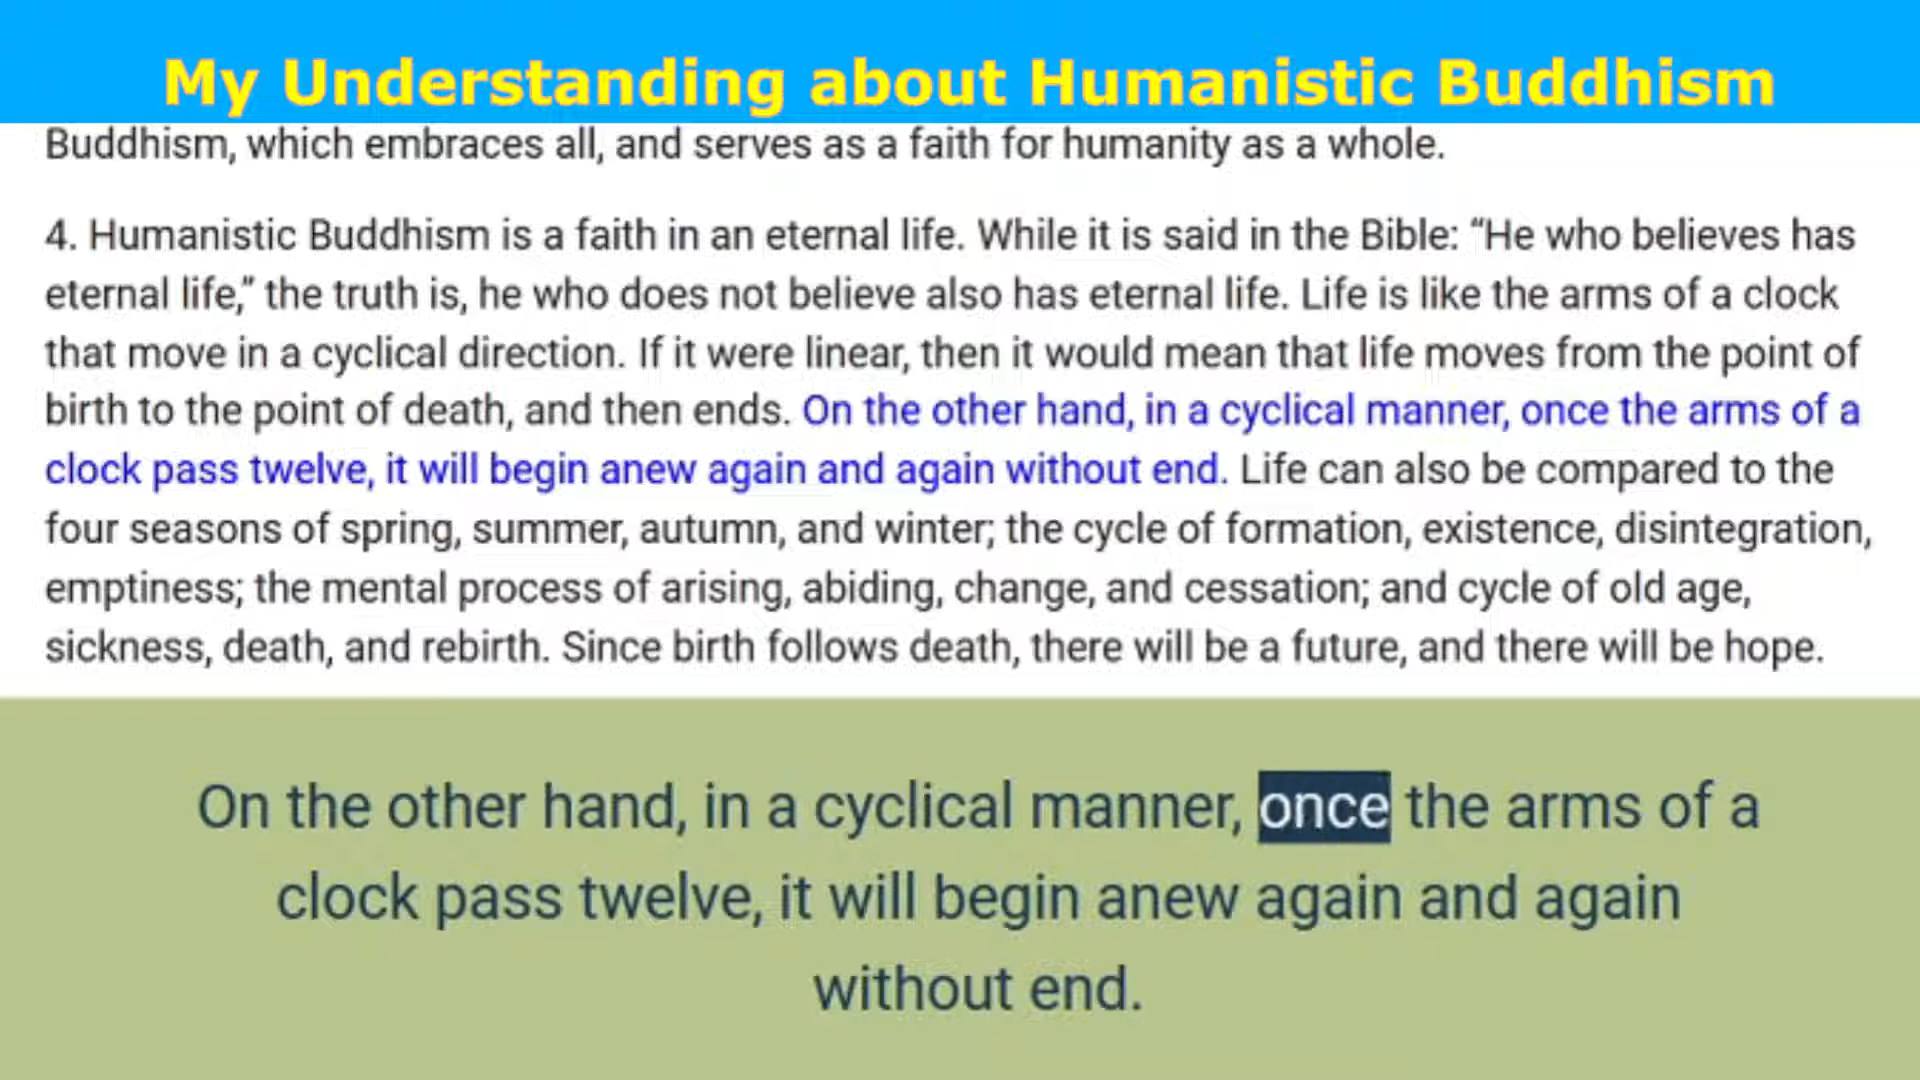 My Understanding about Humanistic Buddhism
Buddhism, which embraces all, and serves as a faith for humanity as a whole.
4. Humanistic Buddhism is a faith in an eternal life. While it is said in the Bible: “He who believes has
eternal life,” the truth is, he who does not believe also has eternal life. Life is like the arms of a clock
that move in a cyclical direction. If it were linear, then it would mean that life moves from the point of
birth to the point of death, and then ends. On the other hand, in a cyclical manner, once the arms of a
clock pass twelve, it will begin anew again and again without end. Life can also be compared to the
four seasons of spring, summer, autumn, and winter; the cycle of formation, existence, disintegration,
emptiness; the mental process of arising, abiding, change, and cessation; and cycle of old age,
sickness, death, and rebirth. Since birth follows death, there will be a future, and there will be hope.
On the other hand, in a cyclical manner, once the arms of a
clock pass twelve, it will begin anew again and again
without end.